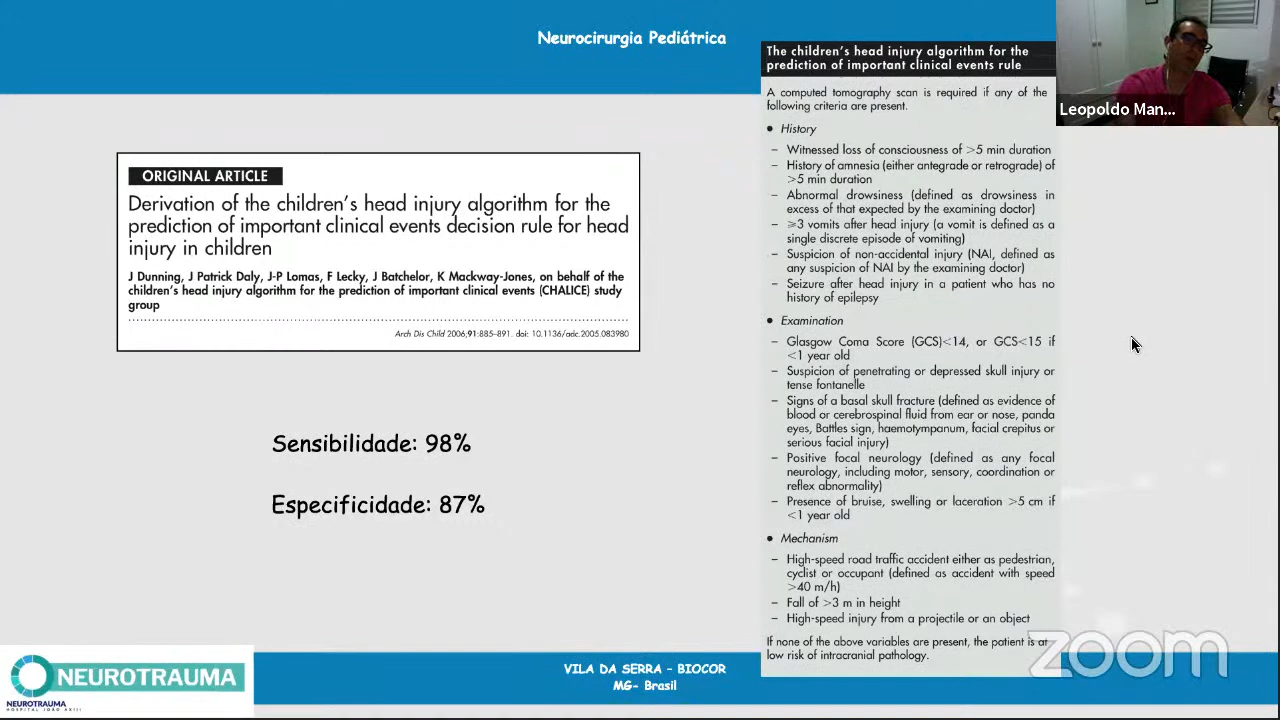 Neurocirurgia Pediátrica
ORIGINAL ARTICLE
Derivation of the children's head injury algorithm for the
prediction of important clinical events decision rule for head
injury in children
J Dunning, J Patrick Daly, J-P Lomas, F Lecky, J Batchelor, K Mackway-Jones, on behalf of the
children's head injury algorithm for the prediction of important clinical events (CHALICE) study
group
Arch Dis Child 2006;91:885–891. doi: 10.1136/adc.2005.083980
Sensibilidade: 98%
Especificidade: 87%
The children's head injury algorithm for the
prediction of important clinical events rule
A computed tomography scan is required if any of the
following criteria are present.
• History
– Witnessed loss of consciousness of >5 min duration
– History of amnesia (either antegrade or retrograde) of
>5 min duration
– Abnormal drowsiness (defined as drowsiness in
excess of that expected by the examining doctor)
– ⩾3 vomits after head injury (a vomit is defined as a
single discrete episode of vomiting)
– Suspicion of non-accidental injury (NAI, defined as
any suspicion of NAI by the examining doctor)
– Seizure after head injury in a patient who has no
history of epilepsy
• Examination
– Glasgow Coma Score (GCS)<14, or GCS<15 if
<1 year old
– Suspicion of penetrating or depressed skull injury or
tense fontanelle
– Signs of a basal skull fracture (defined as evidence of
blood or cerebrospinal fluid from ear or nose, panda
eyes, Battles sign, haemotympanum, facial crepitus or
serious facial injury)
– Positive focal neurology (defined as any focal
neurology, including motor, sensory, coordination or
reflex abnormality)
– Presence of bruise, swelling or laceration >5 cm if
<1 year old
• Mechanism
– High-speed road traffic accident either as pedestrian,
cyclist or occupant (defined as accident with speed
>40 m/h)
– Fall of >3 m in height
– High-speed injury from a projectile or an object
If none of the above variables are present, the patient is at
low risk of intracranial pathology.
Leopoldo Man...
zoom
NEUROTRAUMA
NEUROTRAUMA
HOSPITAL JOÃO XXIII
VILA DA SERRA – BIOCOR
MG- Brasil